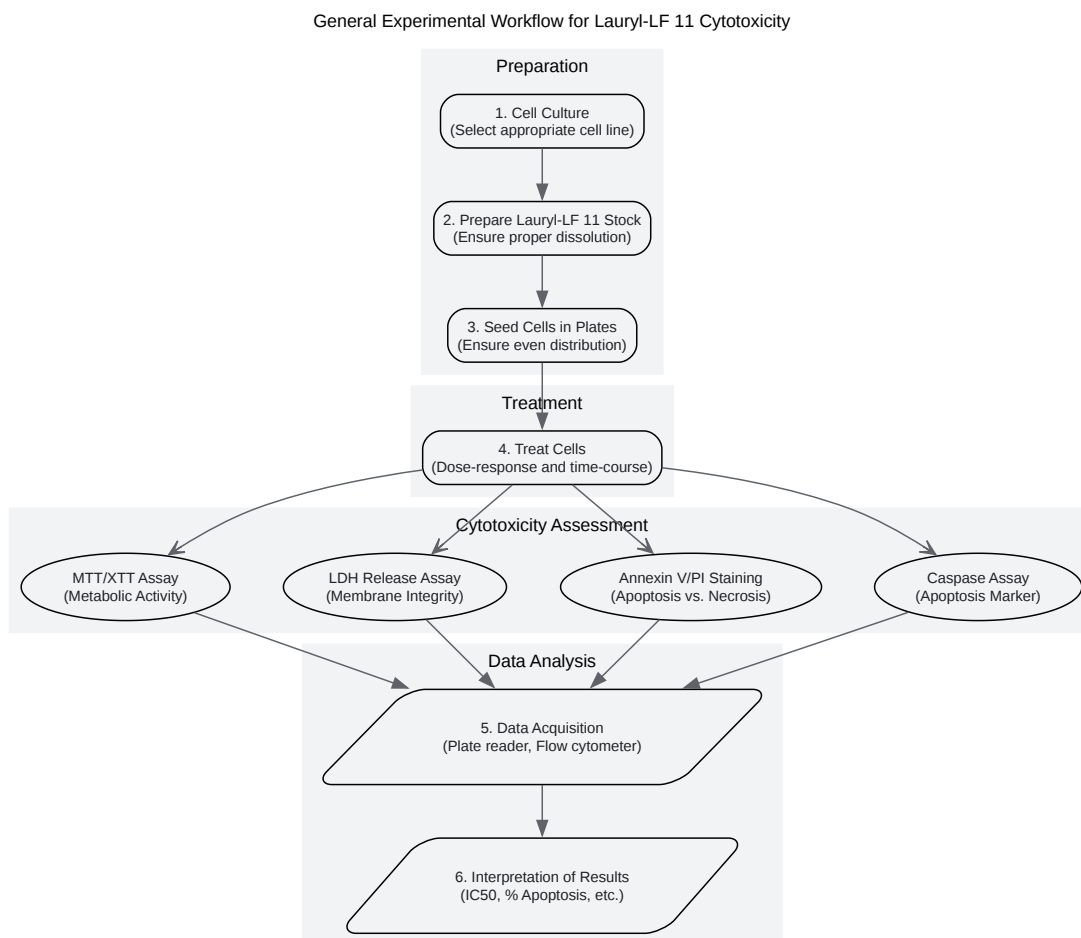 General Experimental Workflow for Lauryl-LF 11 Cytotoxicity
Preparation
1. Cell Culture
(Select appropriate cell line)
2. Prepare Lauryl-LF 11 Stock
(Ensure proper dissolution)
3. Seed Cells in Plates
(Ensure even distribution)
Treatment
4. Treat Cells
(Dose-response and time-course)
Cytotoxicity Assessment
MTT/XTT Assay
(Metabolic Activity)
LDH Release Assay
(Membrane Integrity)
Annexin V/PI Staining
(Apoptosis vs. Necrosis)
Caspase Assay
(Apoptosis Marker)
Data Analysis
5. Data Acquisition
(Plate reader, Flow cytometer)
6. Interpretation of Results
(IC50, % Apoptosis, etc.)